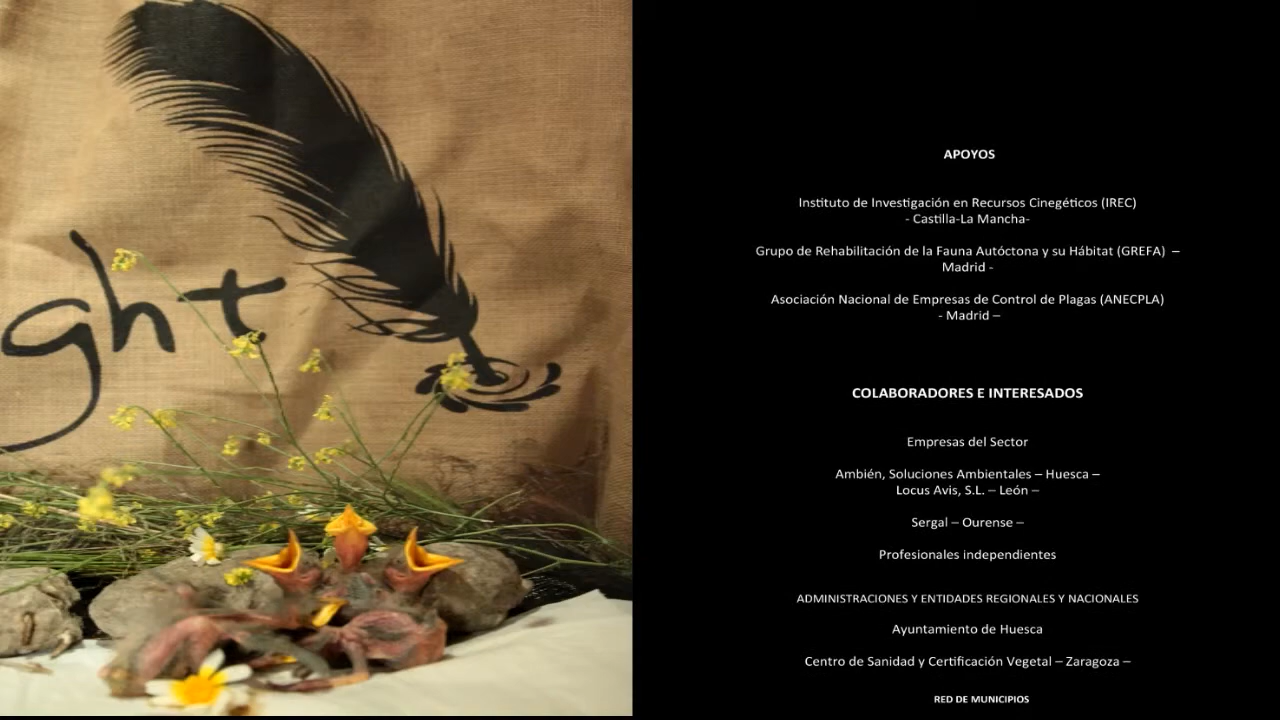 ght
APOYOS
Instituto de Investigación en Recursos Cinegéticos (IREC)
- Castilla-La Mancha-
Grupo de Rehabilitación de la Fauna Autóctona y su Hábitat (GREFA) –
Madrid -
Asociación Nacional de Empresas de Control de Plagas (ANECPLA)
- Madrid –
COLABORADORES E INTERESADOS
Empresas del Sector
Ambién, Soluciones Ambientales – Huesca –
Locus Avis, S.L. – León –
Sergal – Ourense –
Profesionales independientes
ADMINISTRACIONES Y ENTIDADES REGIONALES Y NACIONALES
Ayuntamiento de Huesca
Centro de Sanidad y Certificación Vegetal – Zaragoza –
RED DE MUNICIPIOS